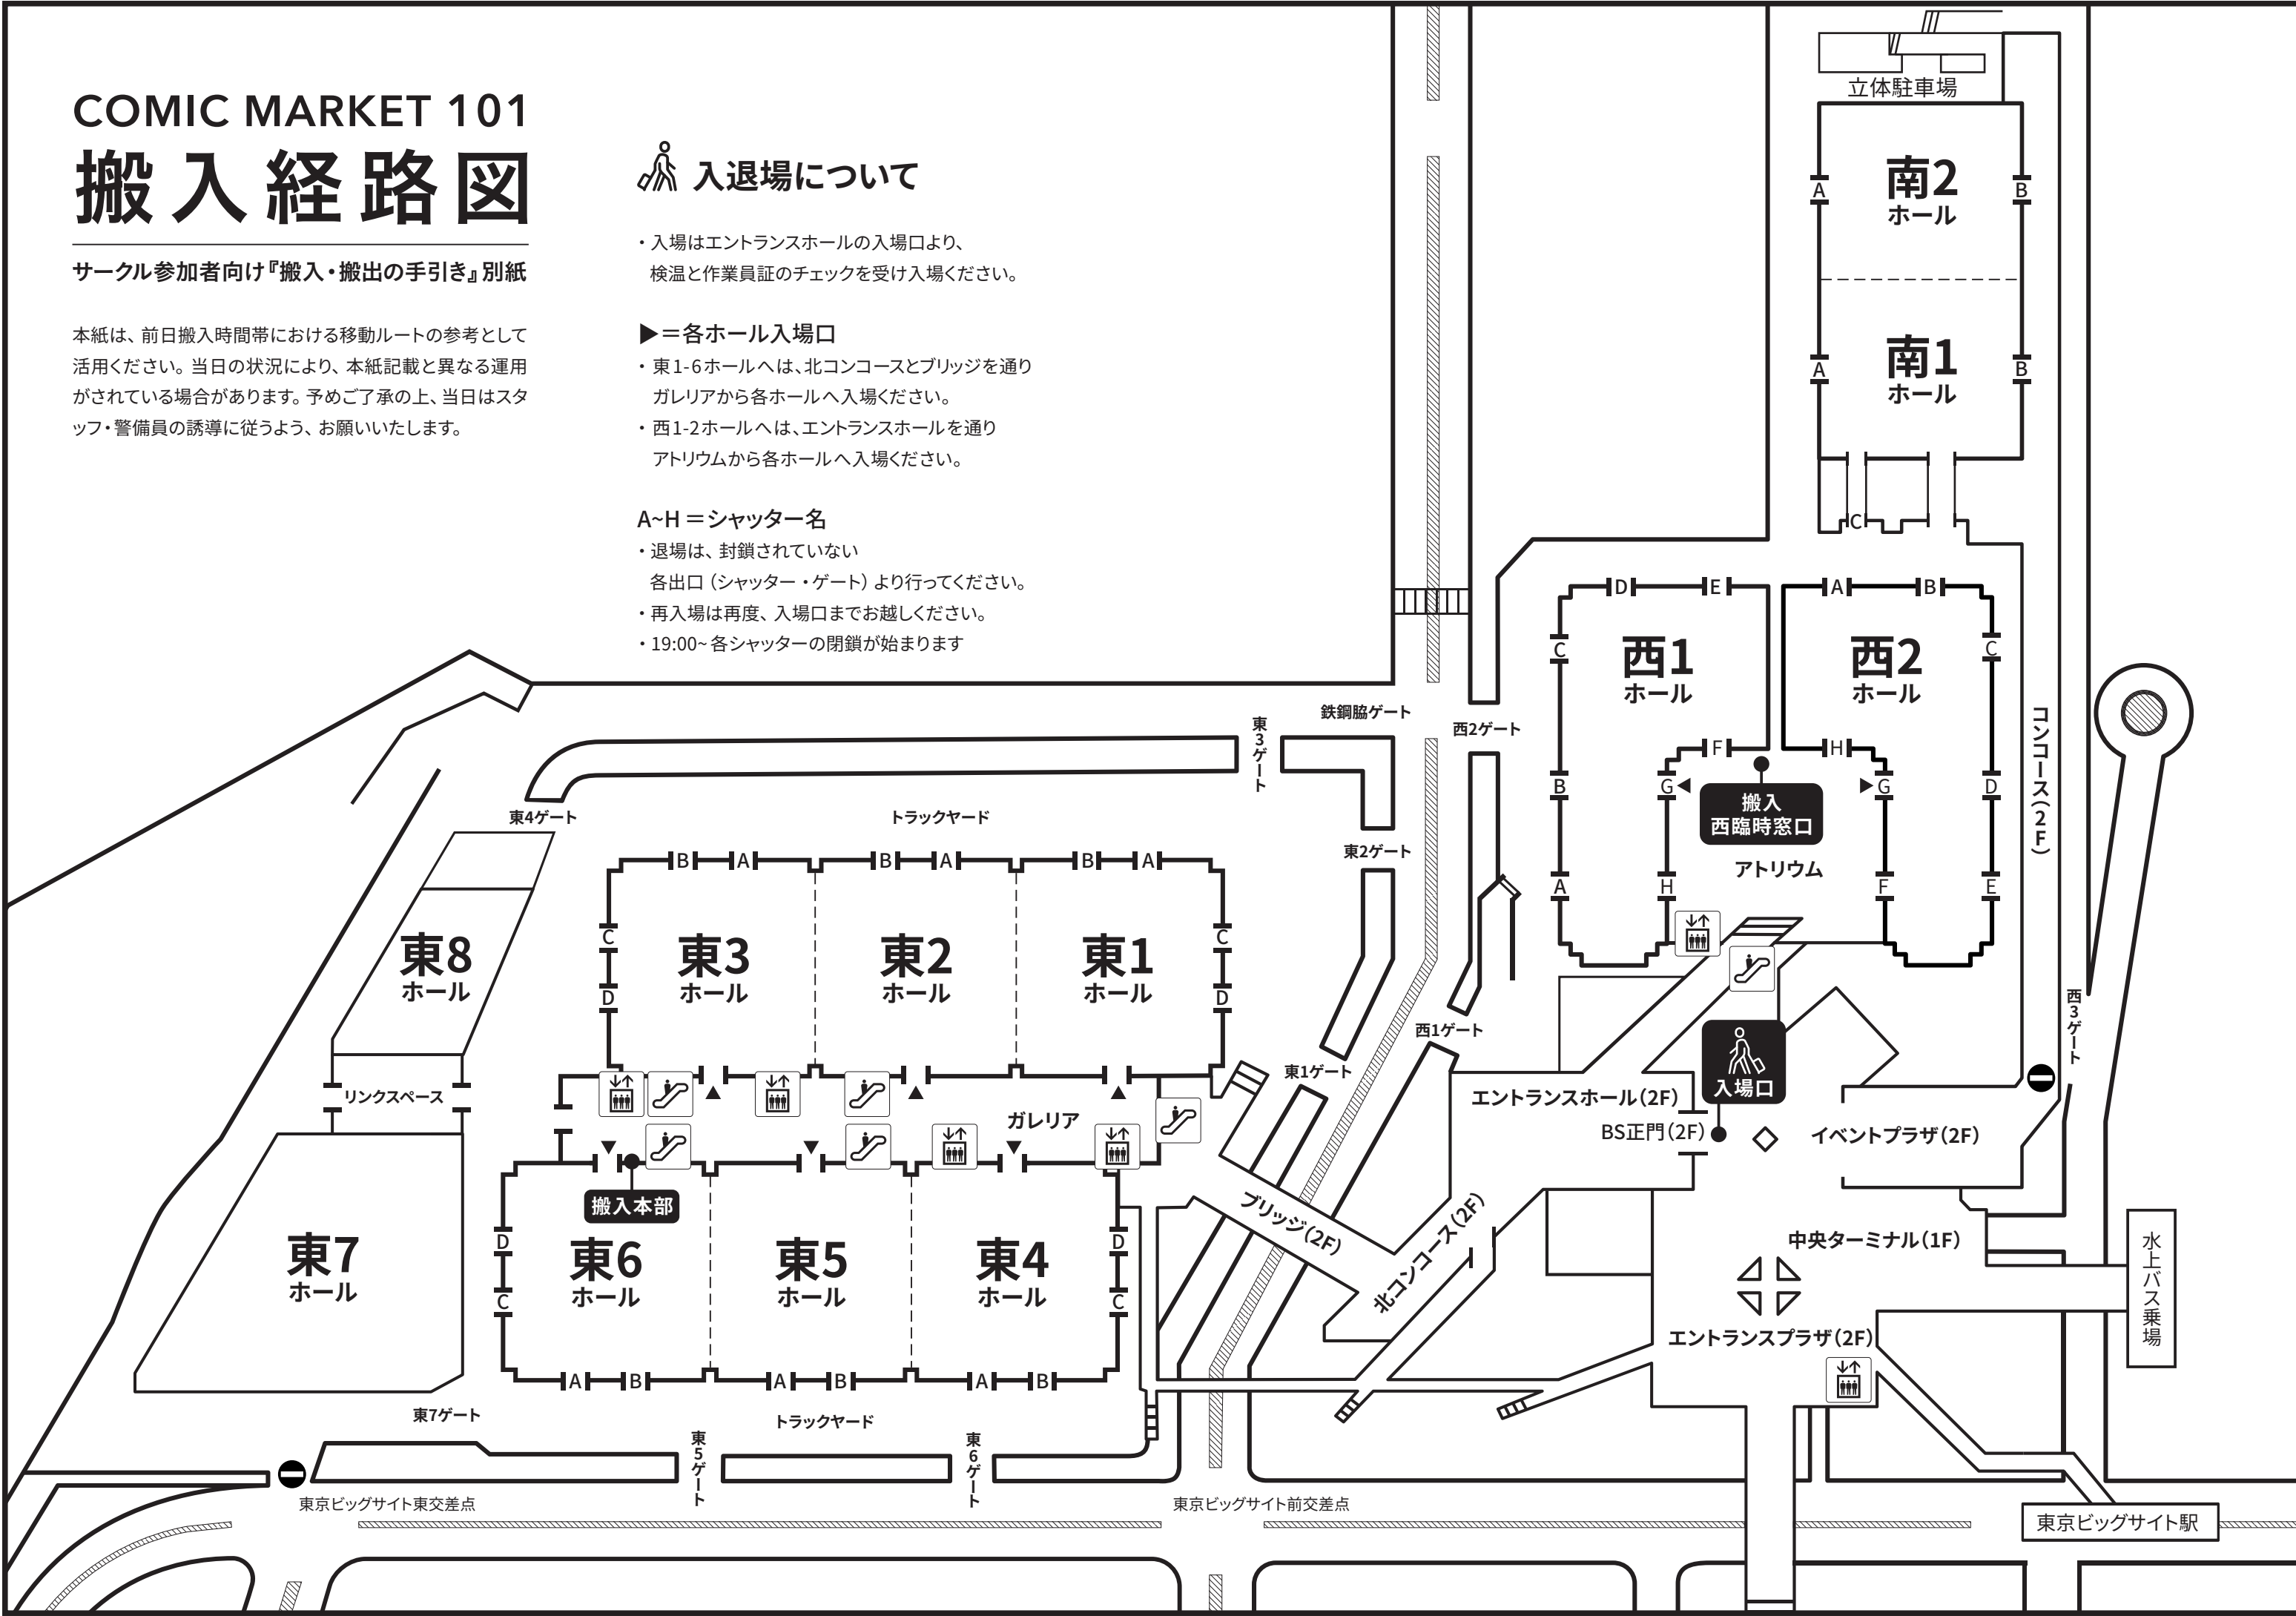 COMIC MARKET 101
搬入経路図
サークル参加者向け『搬入・搬出の手引き』別紙
本紙は、前日搬入時間帯における移動ルートの参考として
活用ください。当日の状況により、本紙記載と異なる運用
がされている場合があります。予めご了承の上、当日はスタ
ッフ・警備員の誘導に従うよう、お願いいたします。
入退場について
・入場はエントランスホールの入場口より、
検温と作業員証のチェックを受け入場ください。
▶＝各ホール入場口
・東1-6ホールへは、北コンコースとブリッジを通り
ガレリアから各ホールへ入場ください。
・西1-2ホールへは、エントランスホールを通り
アトリウムから各ホールへ入場ください。
A~H＝シャッター名
・退場は、封鎖されていない
各出口（シャッター・ゲート）より行ってください。
・再入場は再度、入場口までお越しください。
・19:00~各シャッターの閉鎖が始まります
立体駐車場
南2
ホール
A
B
南1
ホール
A
B
C
D
E
A
B
西1
ホール
西2
ホール
C
C
F
H
B
G
G
D
搬入
西臨時窓口
アトリウム
A
H
F
E
コンコース(2F)
西3ゲート
鉄鋼脇ゲート
西2ゲート
東3ゲート
東4ゲート
トラックヤード
東2ゲート
B
A
B
A
B
A
東8
ホール
東3
ホール
東2
ホール
東1
ホール
C
D
C
D
西1ゲート
東1ゲート
リンクスペース
ガレリア
エントランスホール(2F)
入場口
BS正門(2F)
イベントプラザ(2F)
搬入本部
ブリッジ(2F)
北コンコース(2F)
中央ターミナル(1F)
水上バス乗場
東7
ホール
東6
ホール
東5
ホール
東4
ホール
D
C
D
C
A
B
A
B
A
B
エントランスプラザ(2F)
東7ゲート
トラックヤード
東5ゲート
東6ゲート
東京ビッグサイト東交差点
東京ビッグサイト前交差点
東京ビッグサイト駅